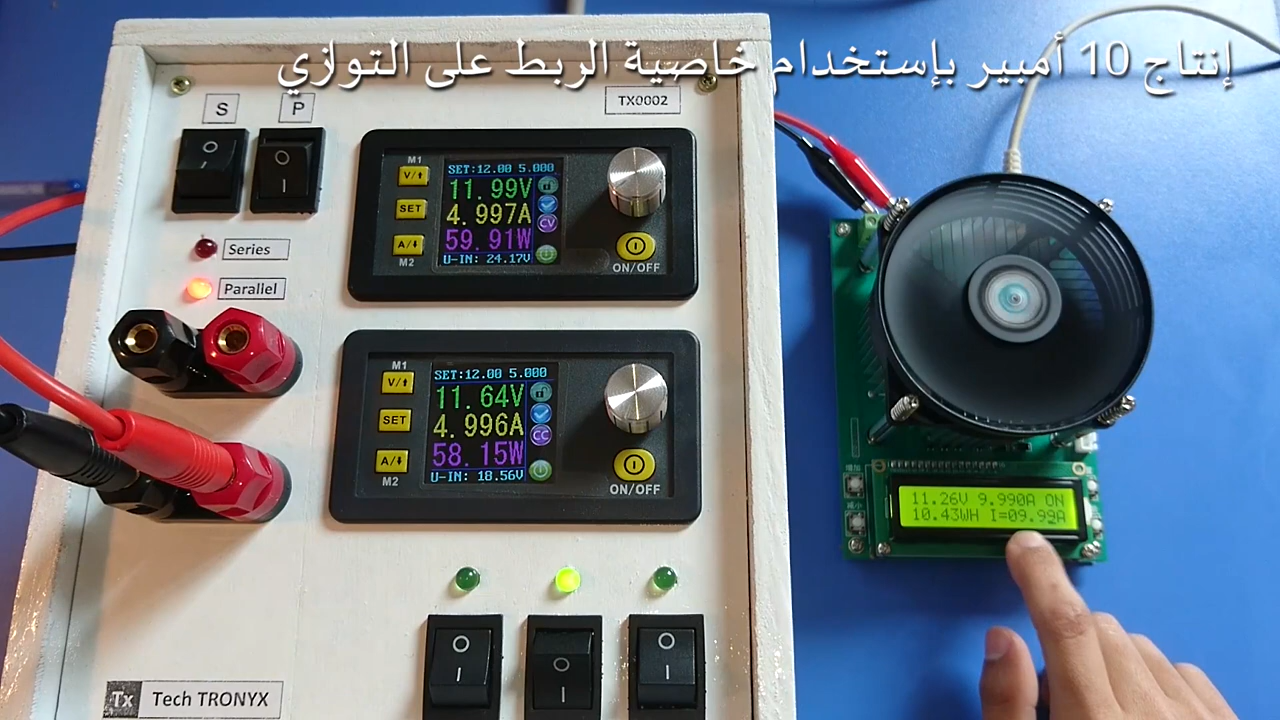 إنتاج 10 أمبير بإستخدام خاصية الربط على التوازي
S P
TX0002
Series
Parallel
M1
V/⬆
SET
A/⬇
M2
SET:12.00 5.000
11.99V
4.997A
CV
59.91W
U-IN: 24.17V
ON/OFF
M1
V/⬆
SET
A/⬇
M2
SET:12.00 5.000
11.64V
4.996A
CC
58.15W
U-IN: 18.56V
ON/OFF
11.26V 9.990A ON
10.43WH I=09.99A
Tx Tech TRONYX